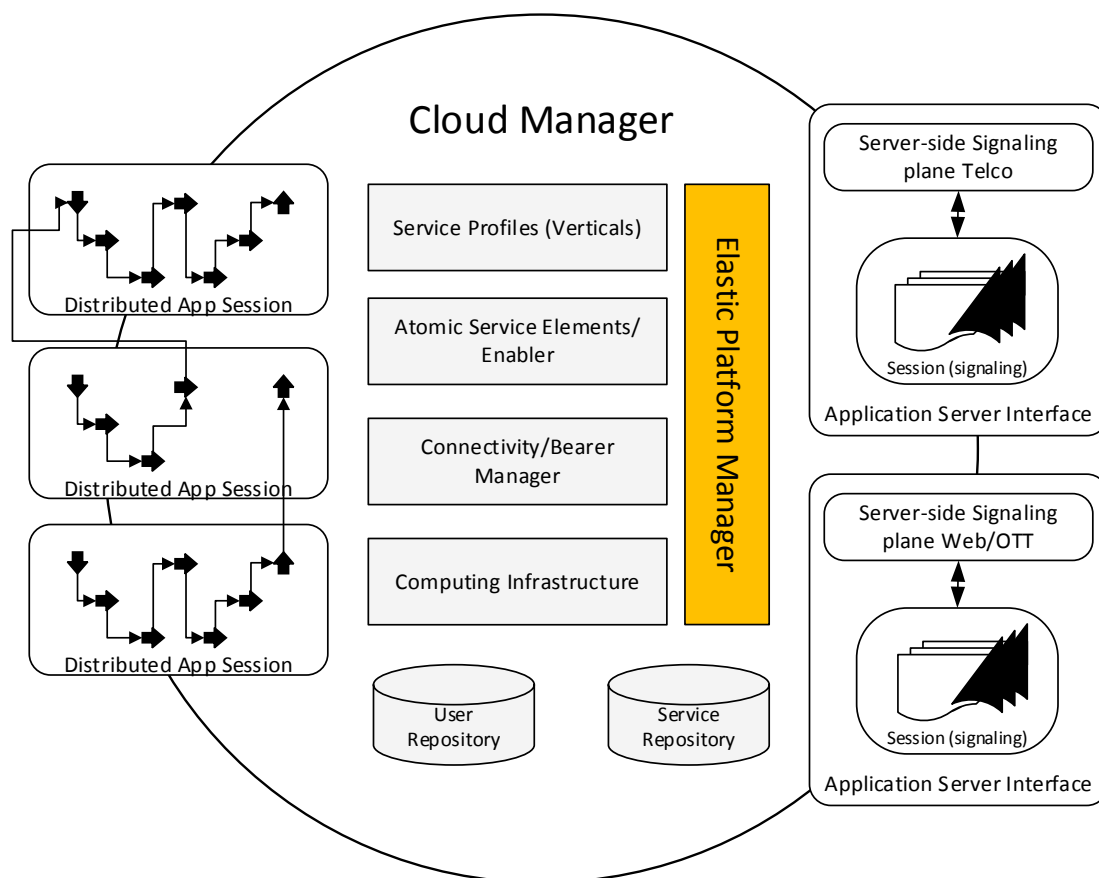 Cloud Manager
Distributed App Session
Distributed App Session
Distributed App Session
Service Profiles (Verticals)
Atomic Service Elements/
Enabler
Connectivity/Bearer
Manager
Computing Infrastructure
Elastic Platform Manager
User
Repository
Service
Repository
Server-side Signaling
plane Telco
Session (signaling)
Application Server Interface
Server-side Signaling
plane Web/OTT
Session (signaling)
Application Server Interface